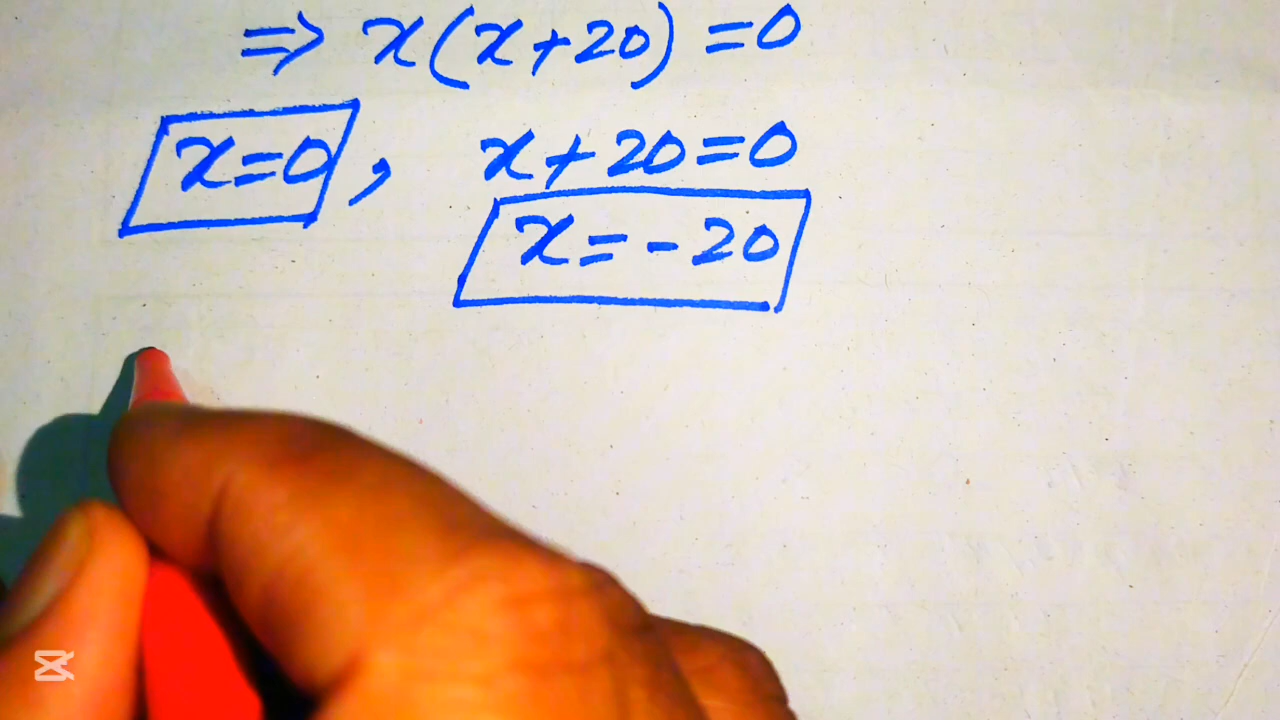 ⇒ x(x+20) =0
x=0, x+20=0
x=-20